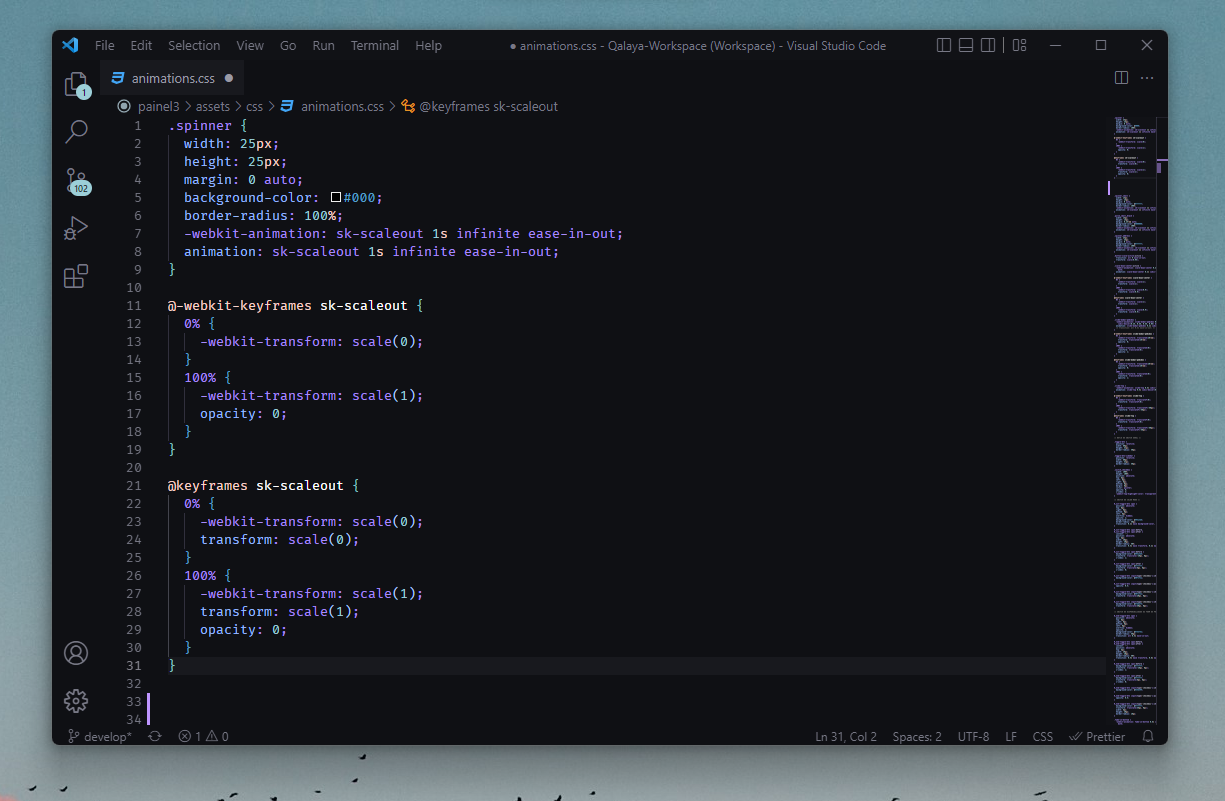 File Edit Selection View Go Run Terminal Help ● animations.css - Qalaya-Workspace (Workspace) - Visual Studio Code
animations.css ●
1
painel3 > assets > css > animations.css > @keyframes sk-scaleout
1 .spinner {
2 width: 25px;
3 height: 25px;
4 margin: 0 auto;
5 background-color: #000;
6 border-radius: 100%;
7 -webkit-animation: sk-scaleout 1s infinite ease-in-out;
8 animation: sk-scaleout 1s infinite ease-in-out;
9 }
10
11 @-webkit-keyframes sk-scaleout {
12 0% {
13 -webkit-transform: scale(0);
14 }
15 100% {
16 -webkit-transform: scale(1);
17 opacity: 0;
18 }
19 }
20
21 @keyframes sk-scaleout {
22 0% {
23 -webkit-transform: scale(0);
24 transform: scale(0);
25 }
26 100% {
27 -webkit-transform: scale(1);
28 transform: scale(1);
29 opacity: 0;
30 }
31 }
32
33
34
102
develop* 1 0 Ln 31, Col 2 Spaces: 2 UTF-8 LF CSS Prettier